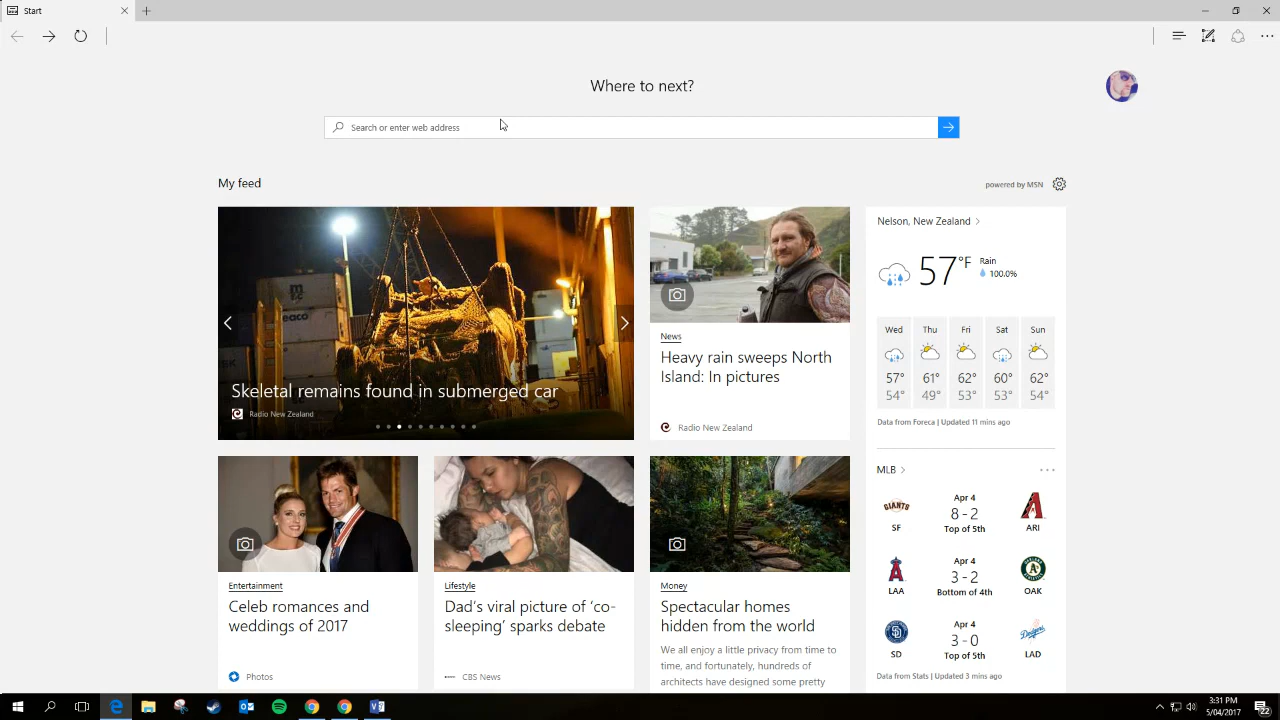 Start
Where to next?
Search or enter web address
My feed
powered by MSN
Skeletal remains found in submerged car
Radio New Zealand
News
Heavy rain sweeps North
Island: In pictures
Radio New Zealand
Nelson, New Zealand
57°F
Rain
100.0%
Wed Thu Fri Sat Sun
57° 61° 62° 60° 62°
54° 49° 53° 53° 54°
Data from Foreca | Updated 11 mins ago
MLB
Apr 4
GIANTS 8 - 2
SF Top of 5th ARI
Apr 4
3 - 2
LAA Bottom of 4th OAK
Apr 4
3 - 0 Dodgers
SD Top of 5th LAD
Data from Stats | Updated 3 mins ago
Entertainment
Celeb romances and
weddings of 2017
Photos
Lifestyle
Dad's viral picture of 'co-
sleeping' sparks debate
CBS News
Money
Spectacular homes
hidden from the world
We all enjoy a little privacy from time to
time, and fortunately, hundreds of
architects have designed some pretty
3:31 PM
5/04/2017
22